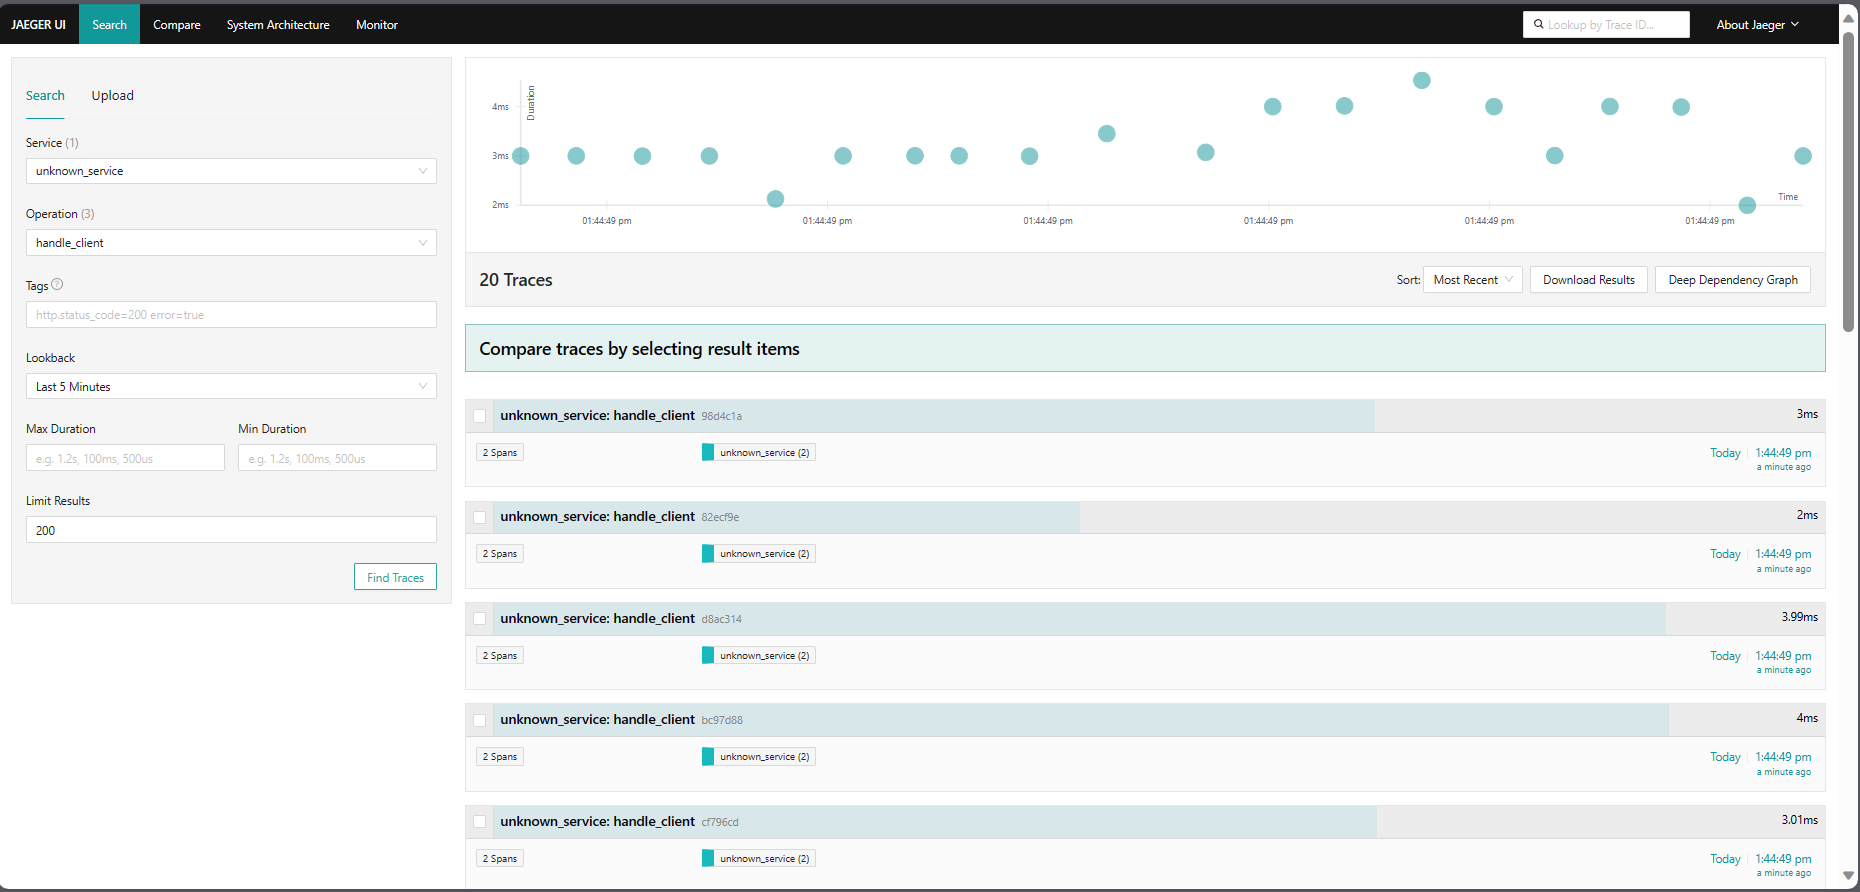 JAEGER UI Search Compare System Architecture Monitor Lookup by Trace ID... About Jaeger
Search Upload
Service (1)
unknown_service
Operation (3)
handle_client
Tags
http.status_code=200 error=true
Lookback
Last 5 Minutes
Max Duration Min Duration
e.g. 1.2s, 100ms, 500us e.g. 1.2s, 100ms, 500us
Limit Results
200
Find Traces
Duration
4ms
3ms
2ms
Time
01:44:49 pm 01:44:49 pm 01:44:49 pm 01:44:49 pm 01:44:49 pm 01:44:49 pm
20 Traces Sort: Most Recent Download Results Deep Dependency Graph
Compare traces by selecting result items
unknown_service: handle_client 98d4c1a 3ms
2 Spans unknown_service (2) Today 1:44:49 pm
a minute ago
unknown_service: handle_client 82ecf9e 2ms
2 Spans unknown_service (2) Today 1:44:49 pm
a minute ago
unknown_service: handle_client d8ac314 3.99ms
2 Spans unknown_service (2) Today 1:44:49 pm
a minute ago
unknown_service: handle_client bc97d88 4ms
2 Spans unknown_service (2) Today 1:44:49 pm
a minute ago
unknown_service: handle_client cf796cd 3.01ms
2 Spans unknown_service (2) Today 1:44:49 pm
a minute ago